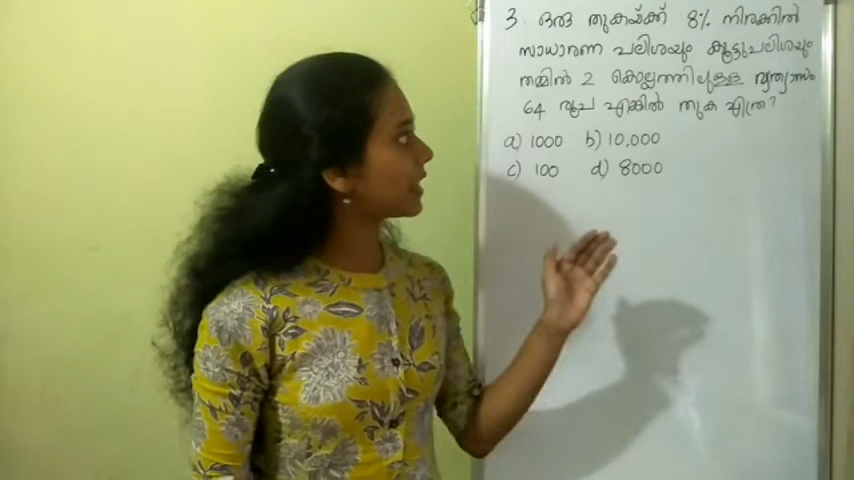 3. ഒരു തുകയ്ക്ക് 8% നിരക്കിൽ
സാധാരണ പലിശയും കൂട്ടുപലിശയും
തമ്മിൽ 2 കൊല്ലത്തിലുള്ള വ്യത്യാസം
64 രൂപ എങ്കിൽ തുക എത്ര?
a) 1000 b) 10,000
c) 100 d) 8000